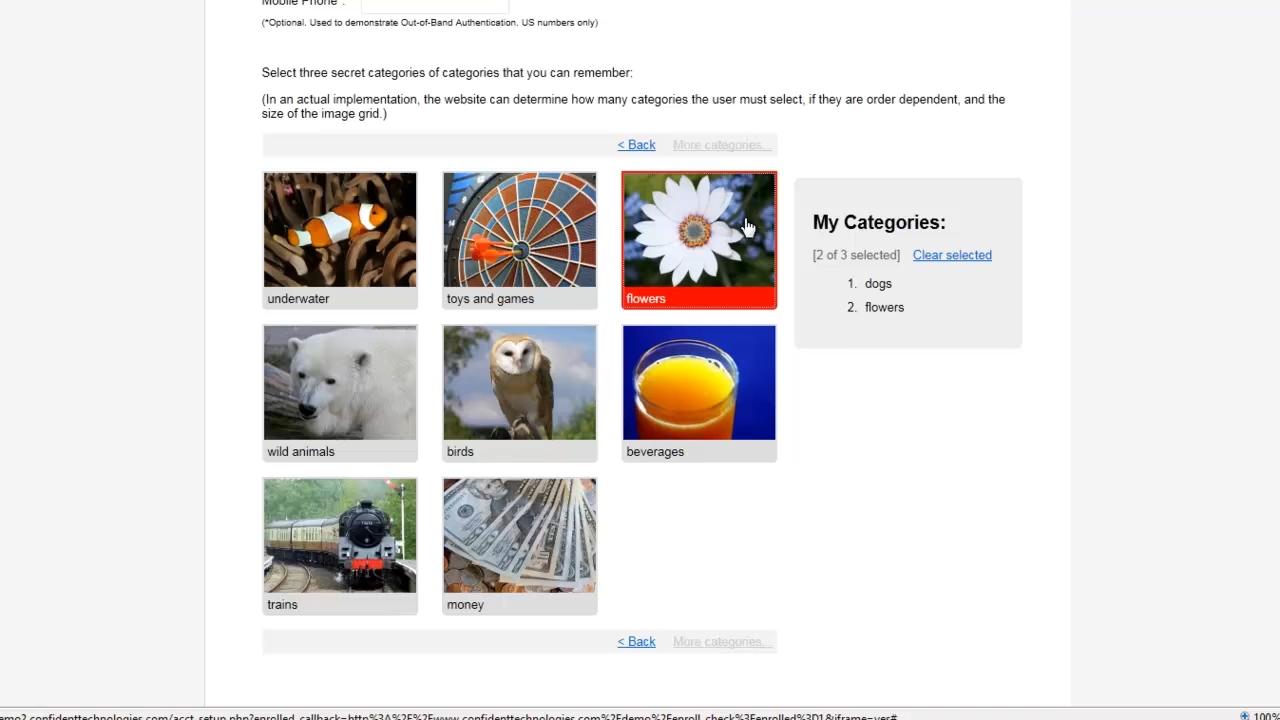 Mobile Phone*:
(*Optional. Used to demonstrate Out-of-Band Authentication. US numbers only)
Select three secret categories of categories that you can remember:
(In an actual implementation, the website can determine how many categories the user must select, if they are order dependent, and the
size of the image grid.)
< Back More categories...
underwater
toys and games
flowers
My Categories:
[2 of 3 selected] Clear selected
1. dogs
2. flowers
wild animals
birds
beverages
trains
money
< Back More categories...
100%